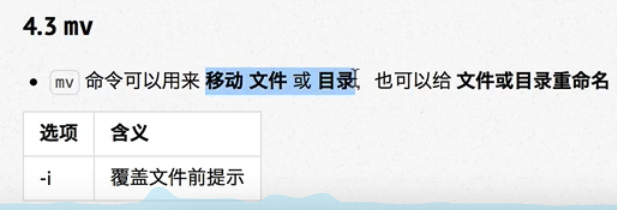 4.3 mv
• mv 命令可以用来 移动 文件 或 目录，也可以给 文件或目录重命名
选项 含义
-i 覆盖文件前提示